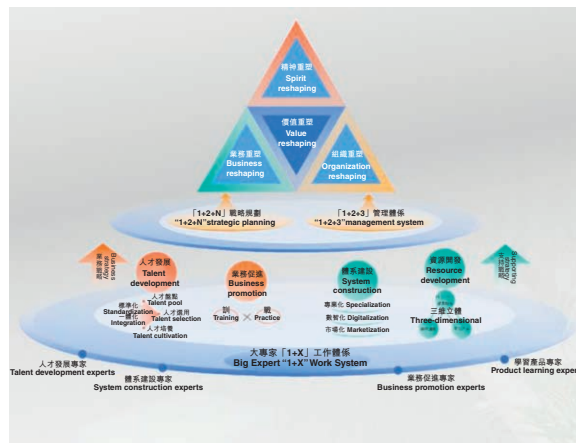 精神重塑
Spirit
reshaping
價值重塑
Value
reshaping
業務重塑
Business
reshaping
組織重塑
Organization
reshaping
「1+2+N」戰略規劃
“1+2+N”strategic planning
「1+2+3」管理體係
“1+2+3”management system
Business
strategy
人才發展
Talent
development
業務促進
Business
promotion
體系建設
System
construction
資源開發
Resource
development
Supporting
strategy
人才盤點
Talent pool
標準化
Standardization
一體化
Integration
人才選用
Talent selection
人才培養
Talent cultivation
訓
Training
×
戰
Practice
專業化 Specialization
數智化 Digitalization
市場化 Marketization
三維立體
Three-dimensional
大專家「1+X」工作體係
Big Expert “1+X” Work System
人才發展專家
Talent development experts
體系建設專家
System construction experts
業務促進專家
Business promotion experts
學習產品專家
Product learning expert